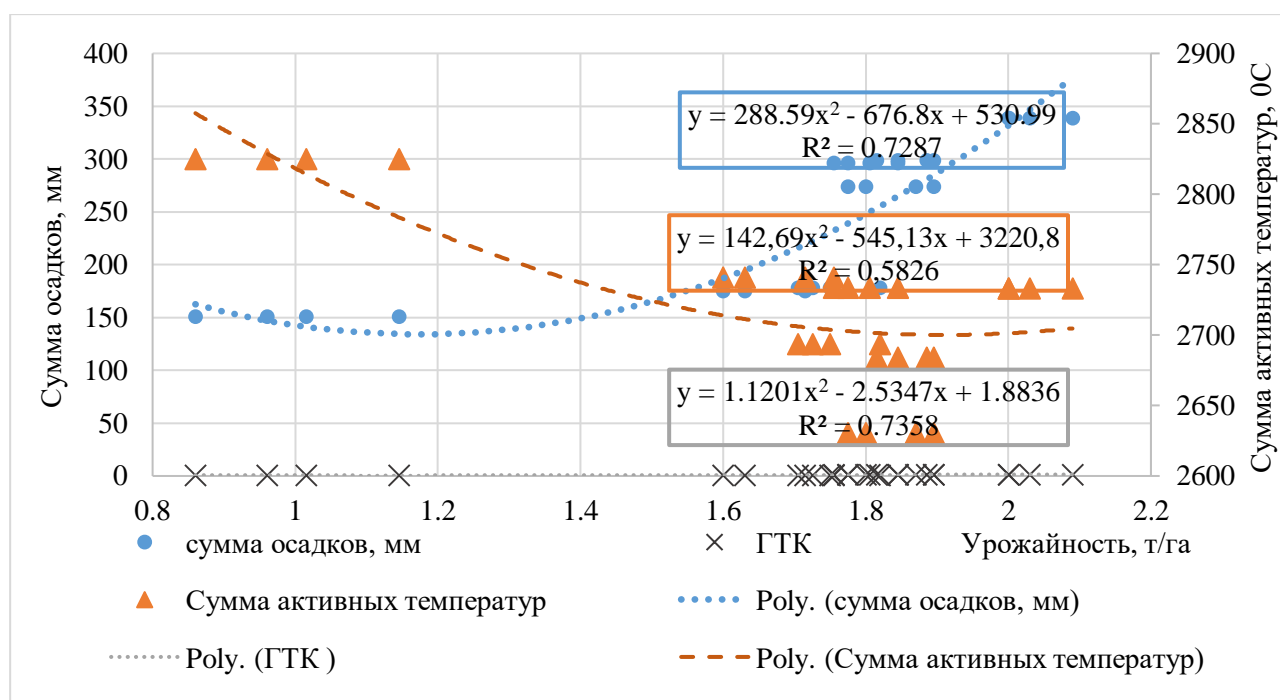 Сумма осадков, мм
400
350
300
250
200
150
100
50
0
y = 288.59x² - 676.8x + 530.99
R² = 0.7287
y = 142,69x² - 545,13x + 3220,8
R² = 0,5826
y = 1.1201x² - 2.5347x + 1.8836
R² = 0.7358
2900
2850
2800
2750
2700
2650
2600
Сумма активных температур, 0С
0.8 1 1.2 1.4 1.6 1.8 2 2.2
сумма осадков, мм ГТК Урожайность, т/га
Сумма активных температур Poly. (сумма осадков, мм)
Poly. (ГТК ) Poly. (Сумма активных температур)